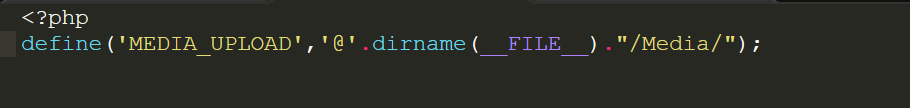 <?php
define('MEDIA_UPLOAD','@'.dirname(__FILE__)."/Media/");